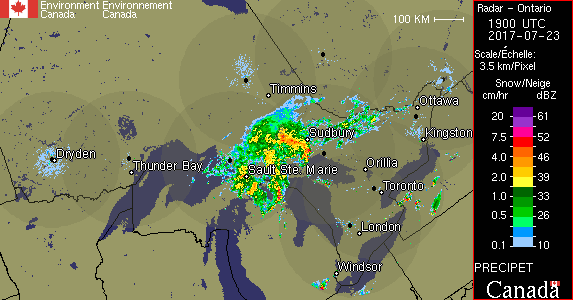 Environment Environnement
Canada Canada
100 KM
Timmins
Ottawa
Sudbury
Kingston
Dryden
Thunder Bay
Sault Ste. Marie
Orillia
Toronto
London
Windsor
Radar - Ontario
1900 UTC
2017-07-23
Scale/Échelle:
3.5 km/Pixel
Snow/Neige
cm/hr dBZ
20 61
7.5 52
4.0 46
2.0 39
1.0 33
0.5 26
0.1 10
PRECIPET
Canada